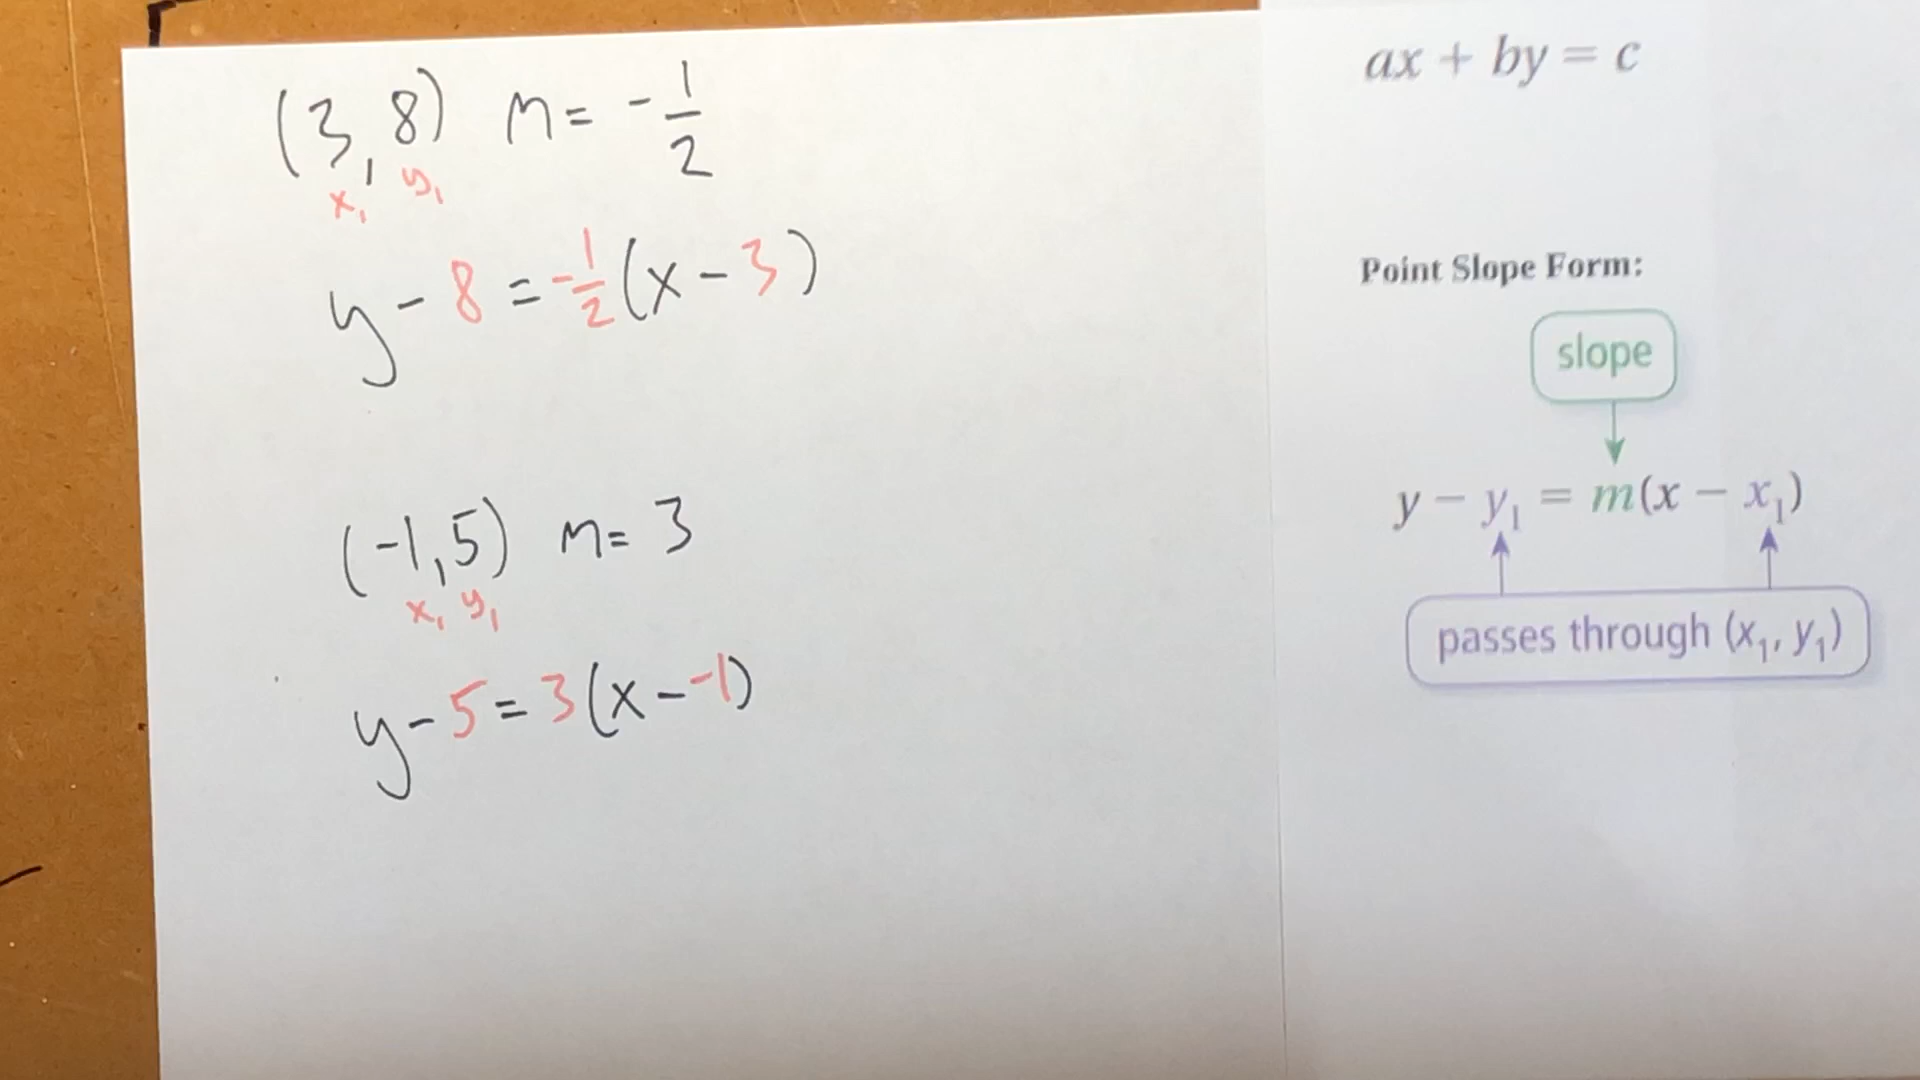 (3, 8) m = -1/2
x₁ y₁
y - 8 = -1/2(x - 3)
(-1, 5) m = 3
x₁ y₁
y - 5 = 3(x - -1)
ax + by = c
Point Slope Form:
slope
y − y₁ = m(x − x₁)
passes through (x₁, y₁)